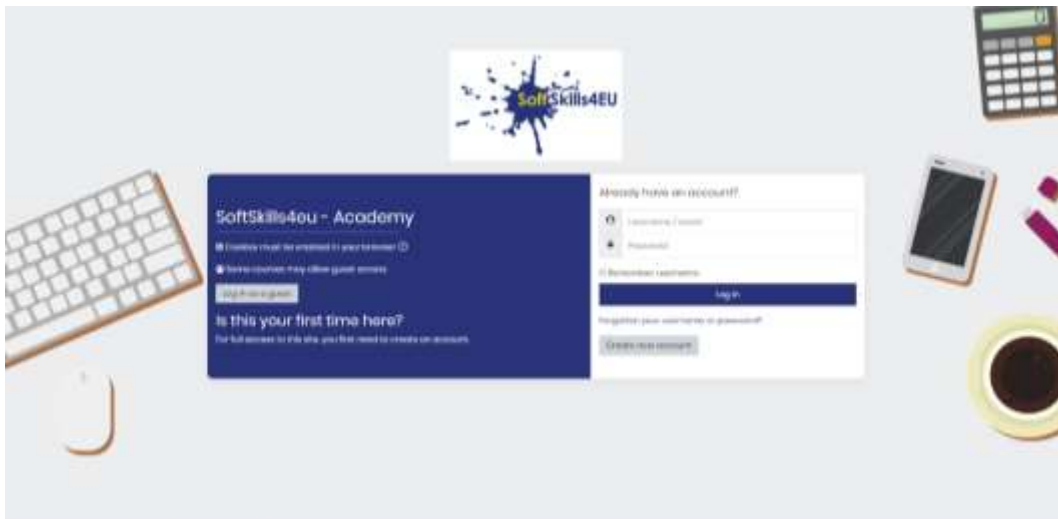 SoftSkills4EU
SoftSkills4eu - Academy
Cookies must be enabled in your browser
Some courses may allow guest access
Log in as a guest
Is this your first time here?
For full access to this site, you first need to create an account.
Already have an account?
Username / email
Password
Remember username
Log in
Forgotten your username or password?
Create new account